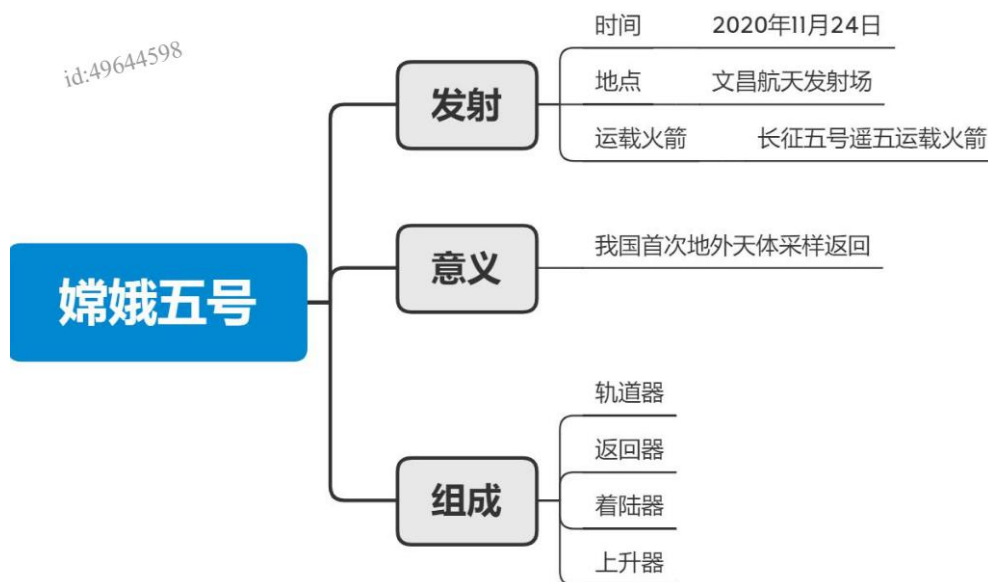 id:49644598
时间 2020年11月24日
发射
地点 文昌航天发射场
运载火箭 长征五号遥五运载火箭
意义
我国首次地外天体采样返回
嫦娥五号
轨道器
返回器
组成
着陆器
上升器